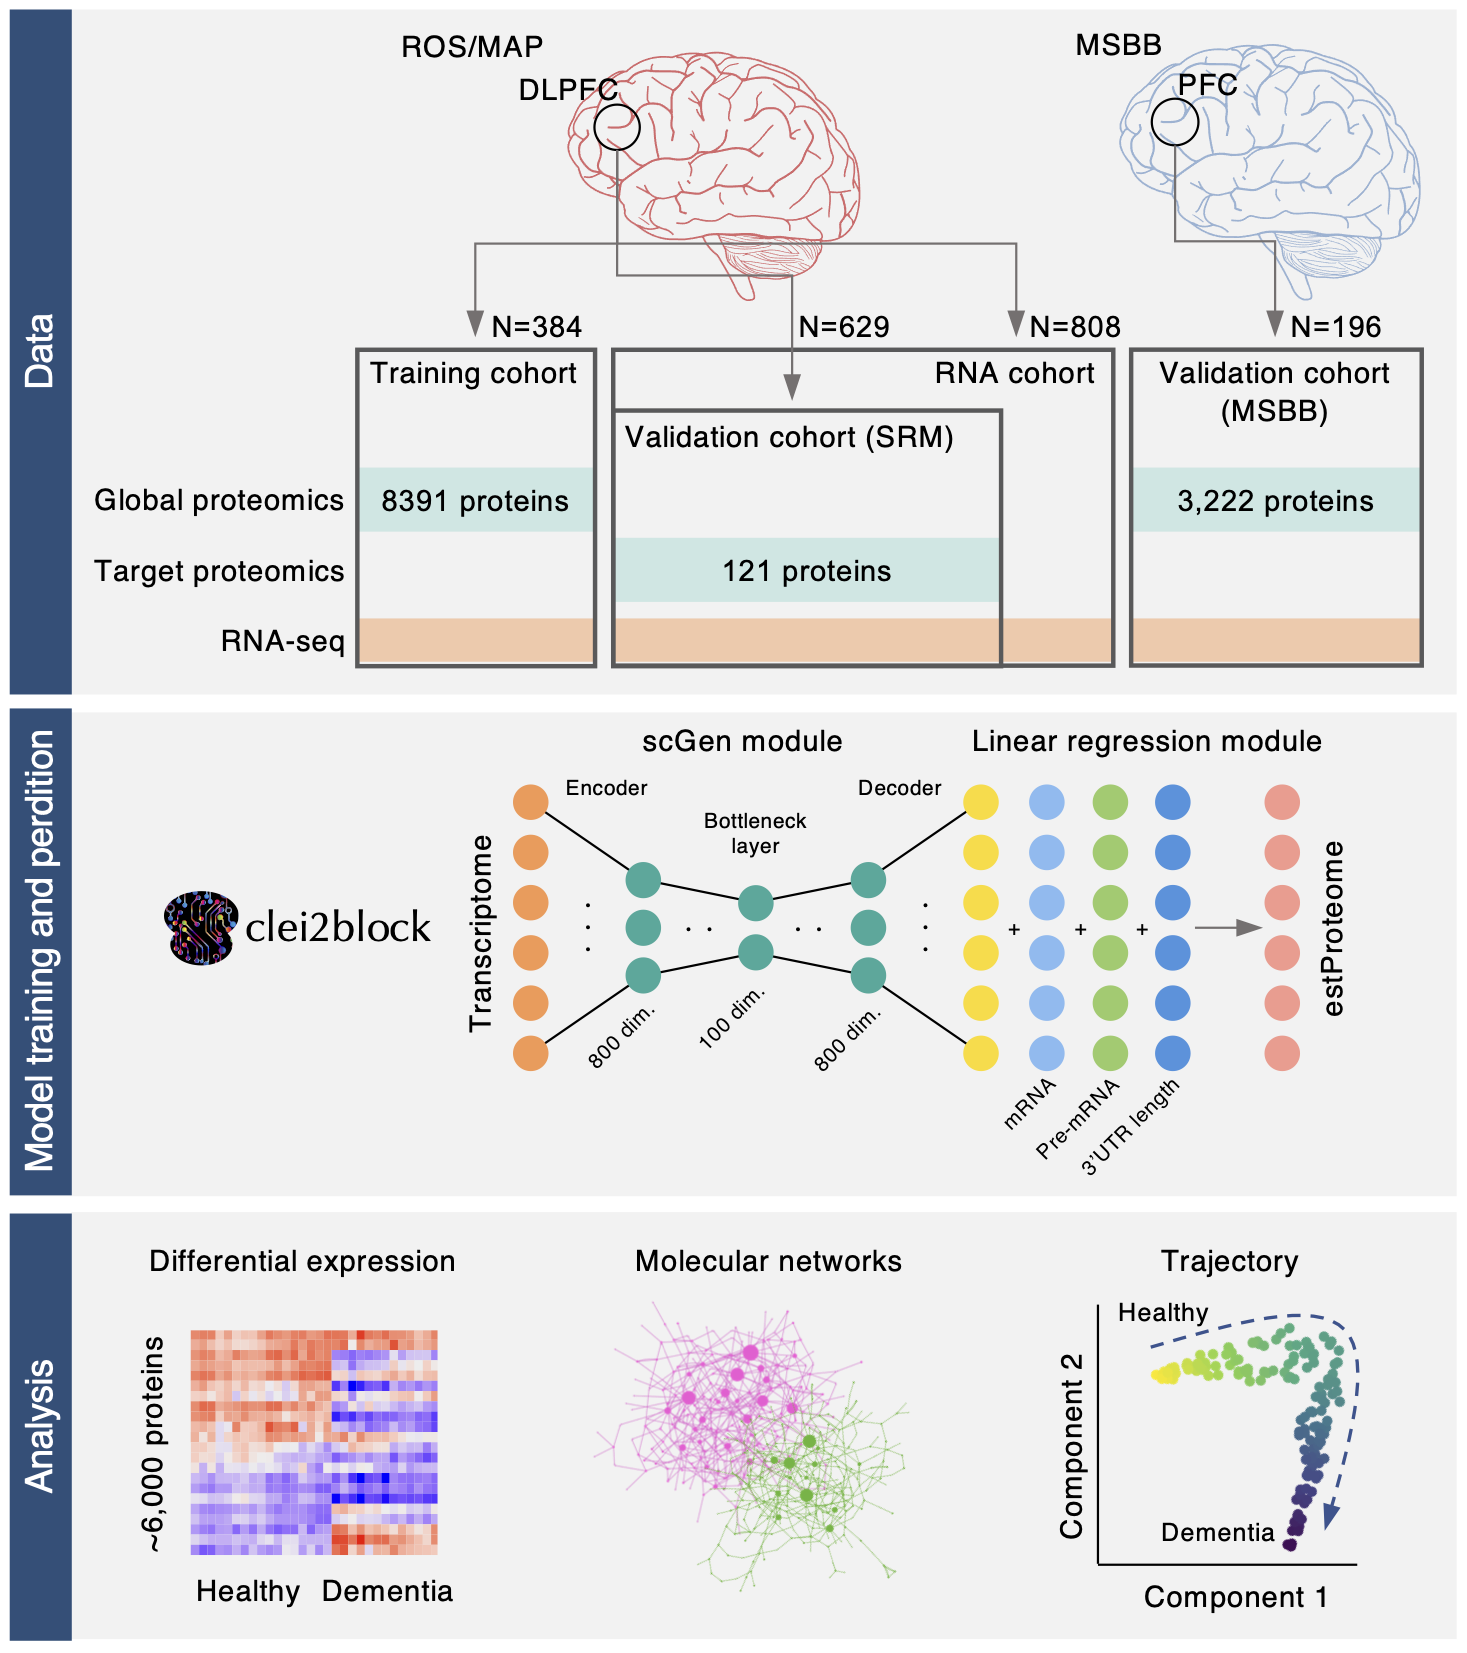 Data
ROS/MAP
DLPFC
MSBB
PFC
N=384
N=629
N=808
N=196
Training cohort
RNA cohort
Validation cohort
(MSBB)
Validation cohort (SRM)
Global proteomics
8391 proteins
3,222 proteins
Target proteomics
121 proteins
RNA-seq
Model training and perdition
scGen module
Linear regression module
Encoder
Decoder
Bottleneck
layer
clei2block
Transcriptome
800 dim.
100 dim.
800 dim.
+
+
+
mRNA
Pre-mRNA
3'UTR length
estProteome
Analysis
Differential expression
~6,000 proteins
Healthy
Dementia
Molecular networks
Trajectory
Healthy
Component 2
Dementia
Component 1